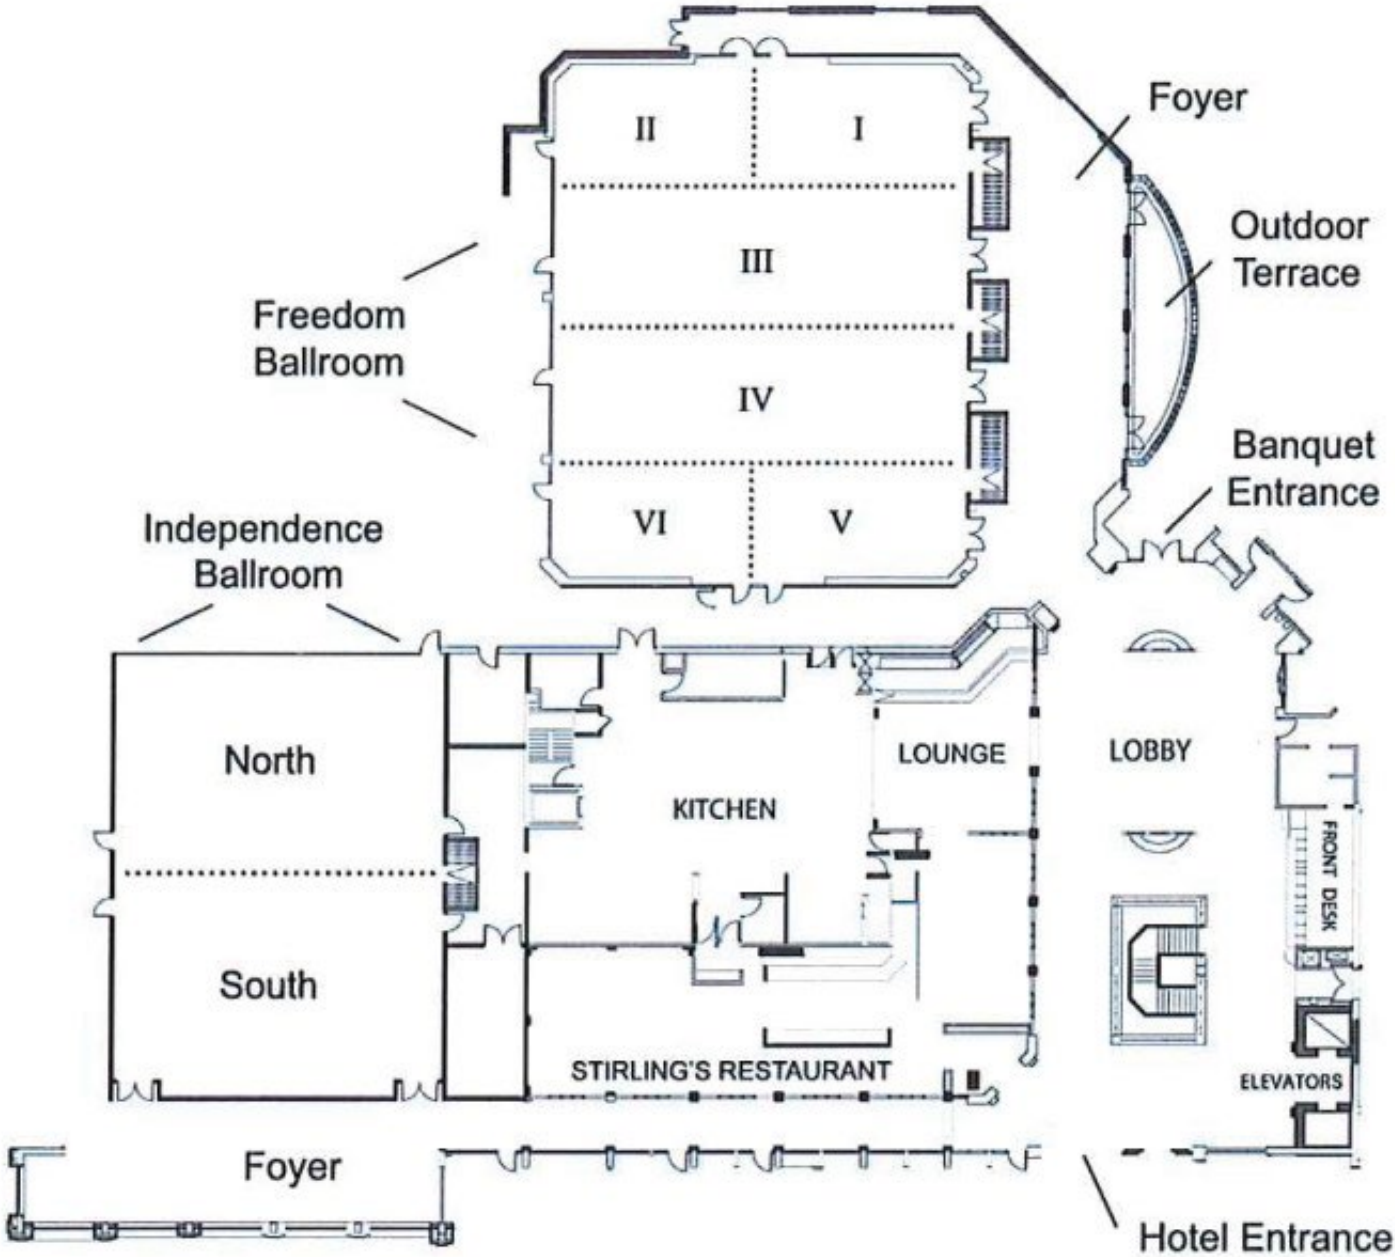 Foyer
II
I
Outdoor
Terrace
III
Freedom
Ballroom
IV
Banquet
Entrance
Independence
Ballroom
VI
V
North
LOUNGE
LOBBY
KITCHEN
FRONT DESK
South
STIRLING'S RESTAURANT
ELEVATORS
Foyer
Hotel Entrance